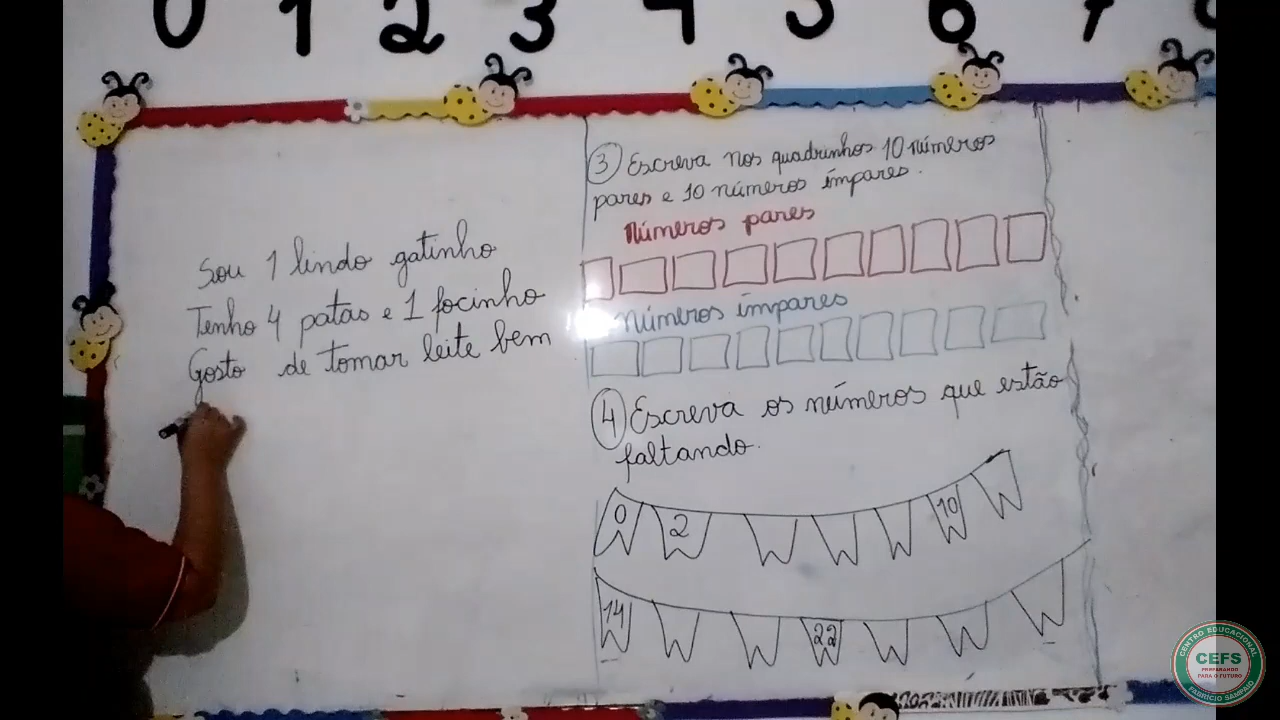 0 1 2 3 4 5 6 7
Sou 1 lindo gatinho
Tenho 4 patas e 1 focinho
Gosto de tomar leite bem
3 Escreva nos quadrinhos 10 números
pares e 10 números ímpares.
Números pares
Números ímpares
4 Escreva os números que estão
faltando.
0 2 10
14 22
CENTRO EDUCACIONAL
CEFS
PREPARANDO
PARA O FUTURO
FABRICIO SAMPAIO